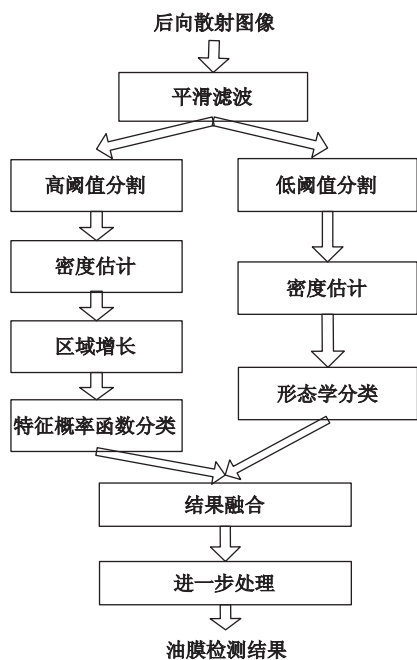 后向散射图像
平滑滤波
高阈值分割
低阈值分割
密度估计
密度估计
区域增长
形态学分类
特征概率函数分类
结果融合
进一步处理
油膜检测结果